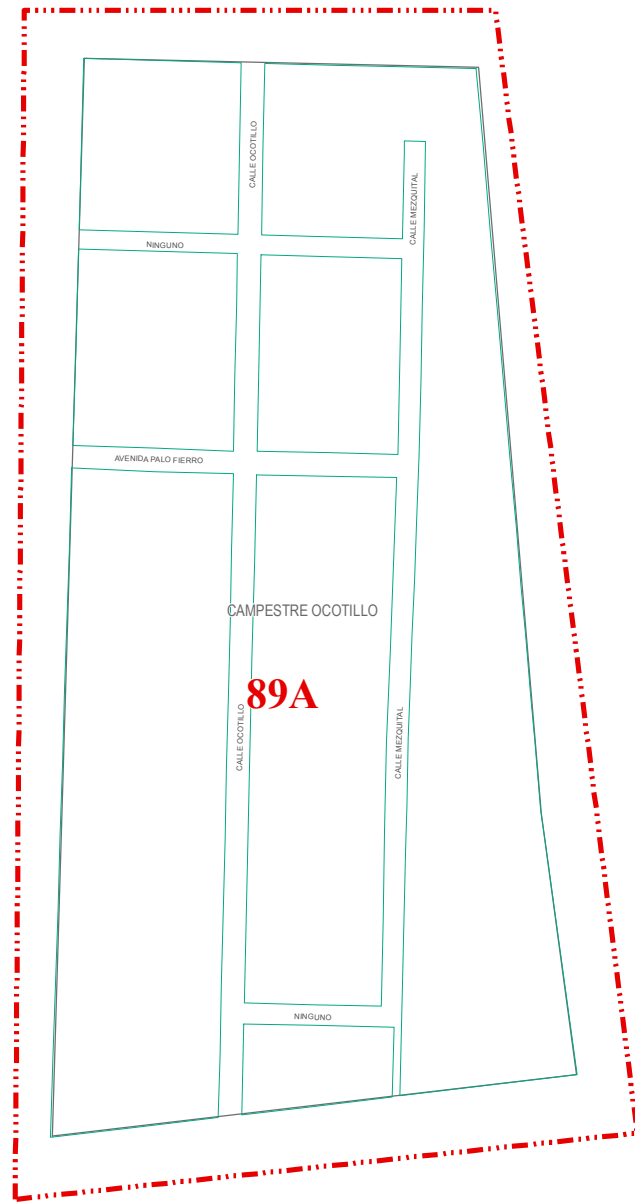 CALLE OCOTILLO
CALLE MEZQUITAL
NINGUNO
AVENIDA PALO FIERRO
CAMPESTRE OCOTILLO
89A
CALLE OCOTILLO
CALLE MEZQUITAL
NINGUNO